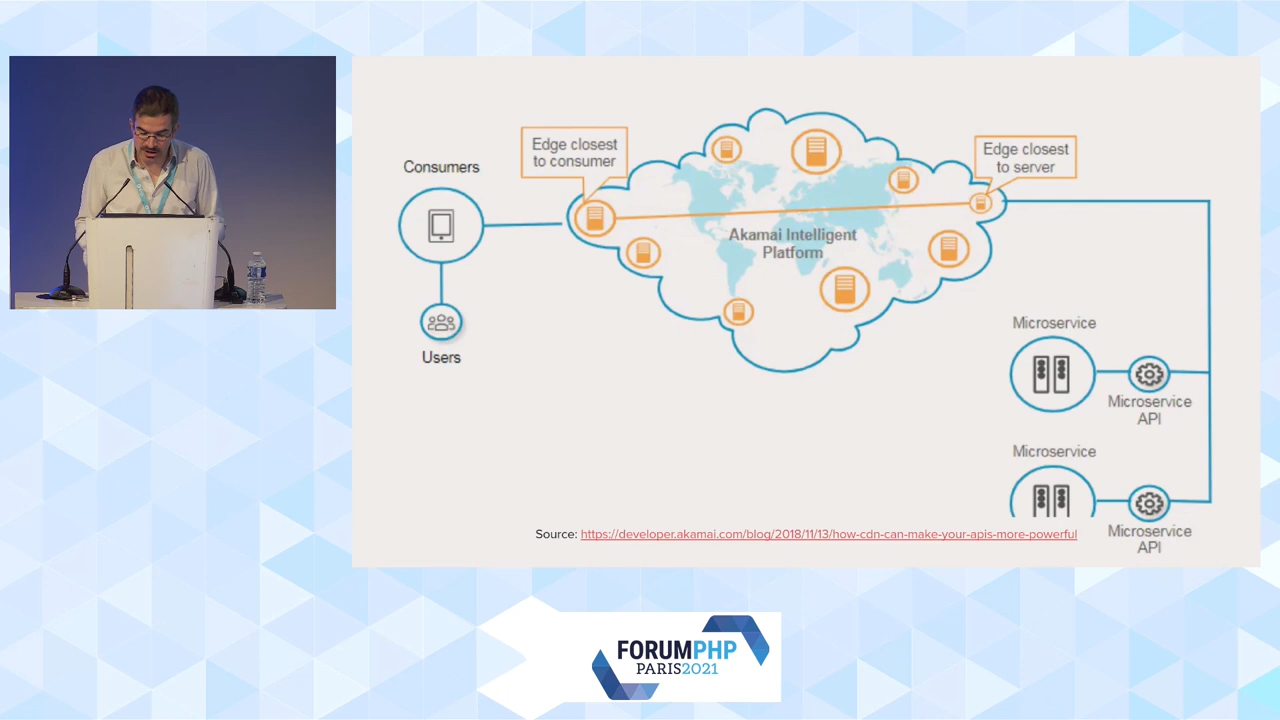 Edge closest
to consumer
Edge closest
to server
Consumers
Akamai Intelligent
Platform
Users
Microservice
Microservice
API
Microservice
Microservice
API
Source: https://developer.akamai.com/blog/2018/11/13/how-cdn-can-make-your-apis-more-powerful
FORUMPHP
PARIS2021